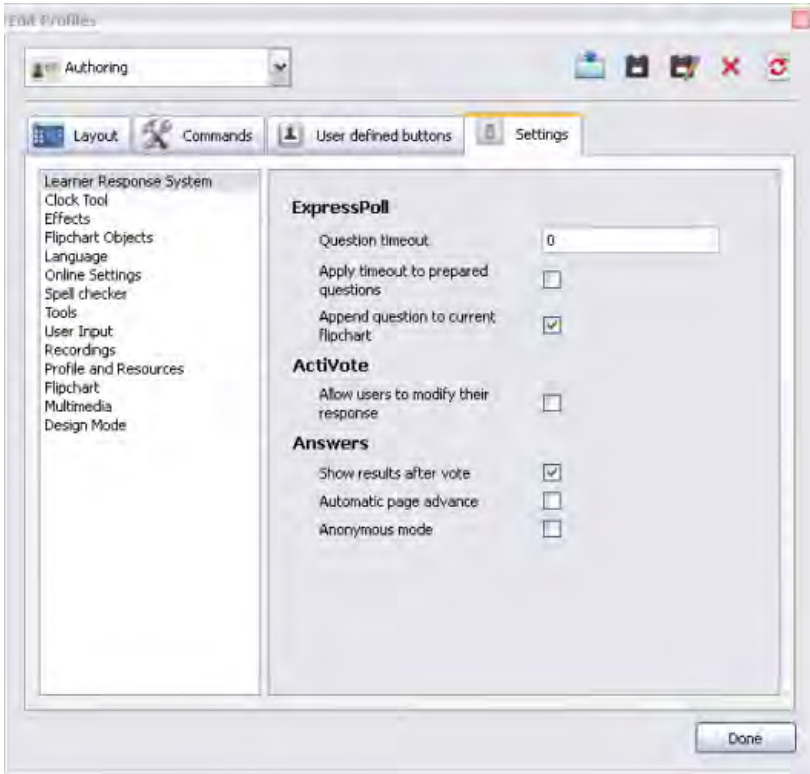 Edit Profiles
Authoring
Layout
Commands
User defined buttons
Settings
Learner Response System
Clock Tool
Effects
Flipchart Objects
Language
Online Settings
Spell checker
Tools
User Input
Recordings
Profile and Resources
Flipchart
Multimedia
Design Mode
ExpressPoll
Question timeout
0
Apply timeout to prepared
questions
Append question to current
flipchart
ActiVote
Allow users to modify their
response
Answers
Show results after vote
Automatic page advance
Anonymous mode
Done